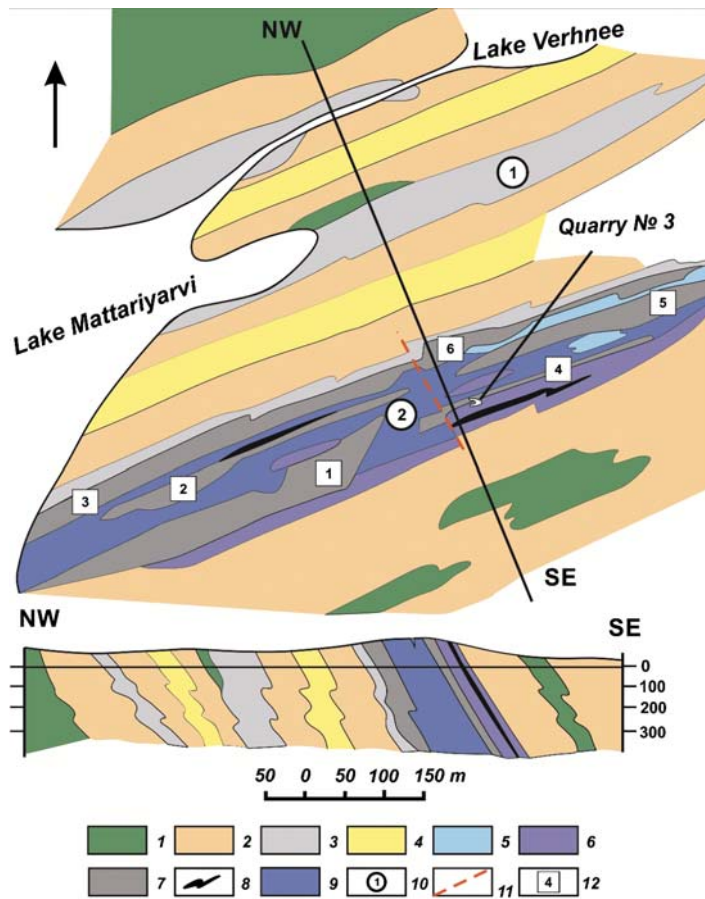 NW
Lake Verhnee
1
Quarry № 3
Lake Mattariyarvi
5
6
4
2
1
2
3
SE
NW
SE
0
100
200
300
50 0 50 100 150 m
1 2 3 4 5 6
7 8 9 1 10 11 4 12